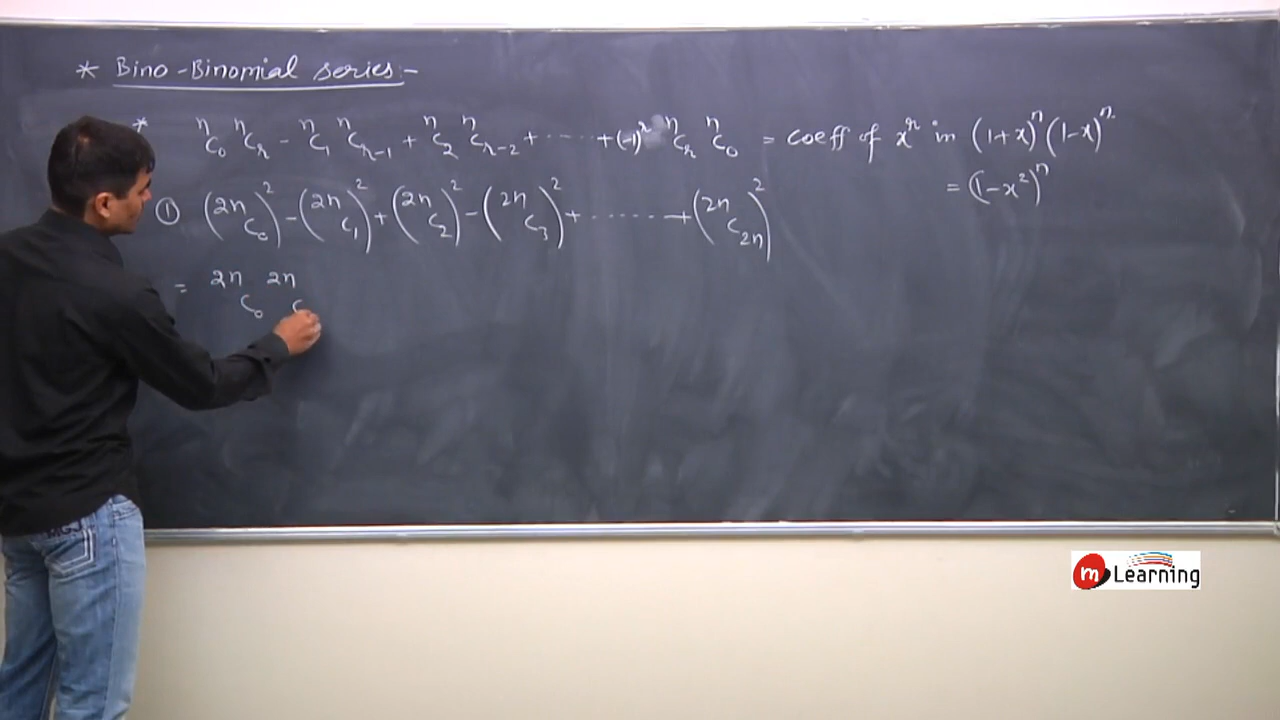 * Bino-Binomial series:-
* ⁿC₀ ⁿCᵣ - ⁿC₁ ⁿCᵣ₋₁ + ⁿC₂ ⁿCᵣ₋₂ + ...... + (-1)ʳ ⁿCᵣ ⁿC₀ = coeff of xʳ in (1+x)ⁿ(1-x)ⁿ
= (1-x²)ⁿ
① (²ⁿC₀)² - (²ⁿC₁)² + (²ⁿC₂)² - (²ⁿC₃)² + ........ + (²ⁿC₂ₙ)²
= ²ⁿC₀ ²ⁿC
m Learning